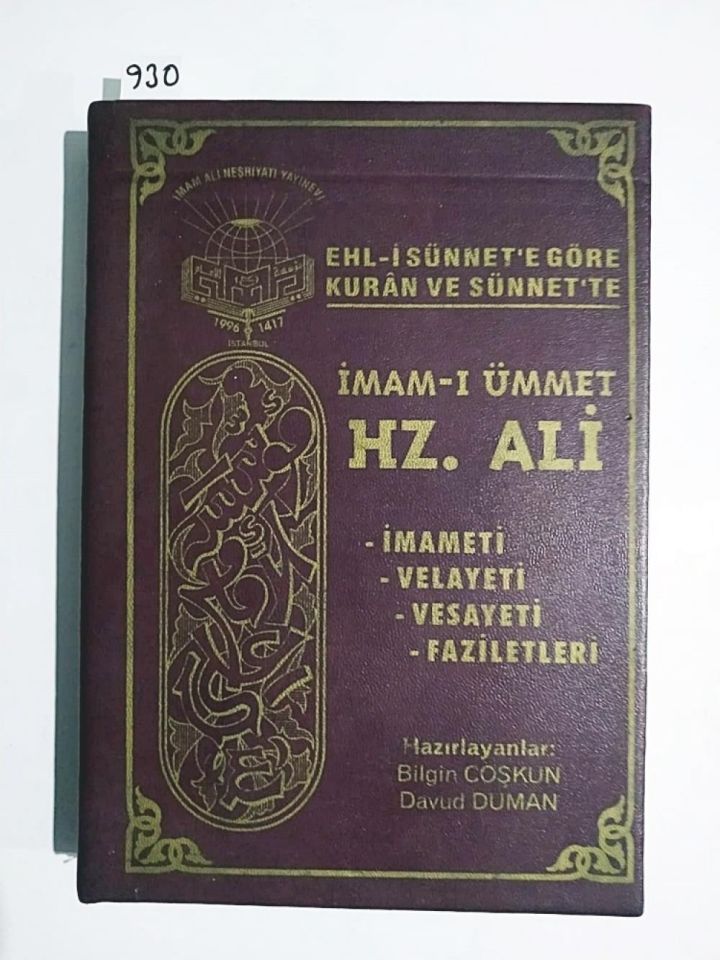 930
İMAM ALİ NEŞRİYATI YAYINEVİ
1996 1417
İSTANBUL
EHL-İ SÜNNET'E GÖRE
KURÂN VE SÜNNET'TE
İMAM-I ÜMMET
HZ. ALİ
- İMAMETİ
- VELAYETİ
- VESAYETİ
- FAZİLETLERİ
Hazırlayanlar:
Bilgin COŞKUN
Davud DUMAN